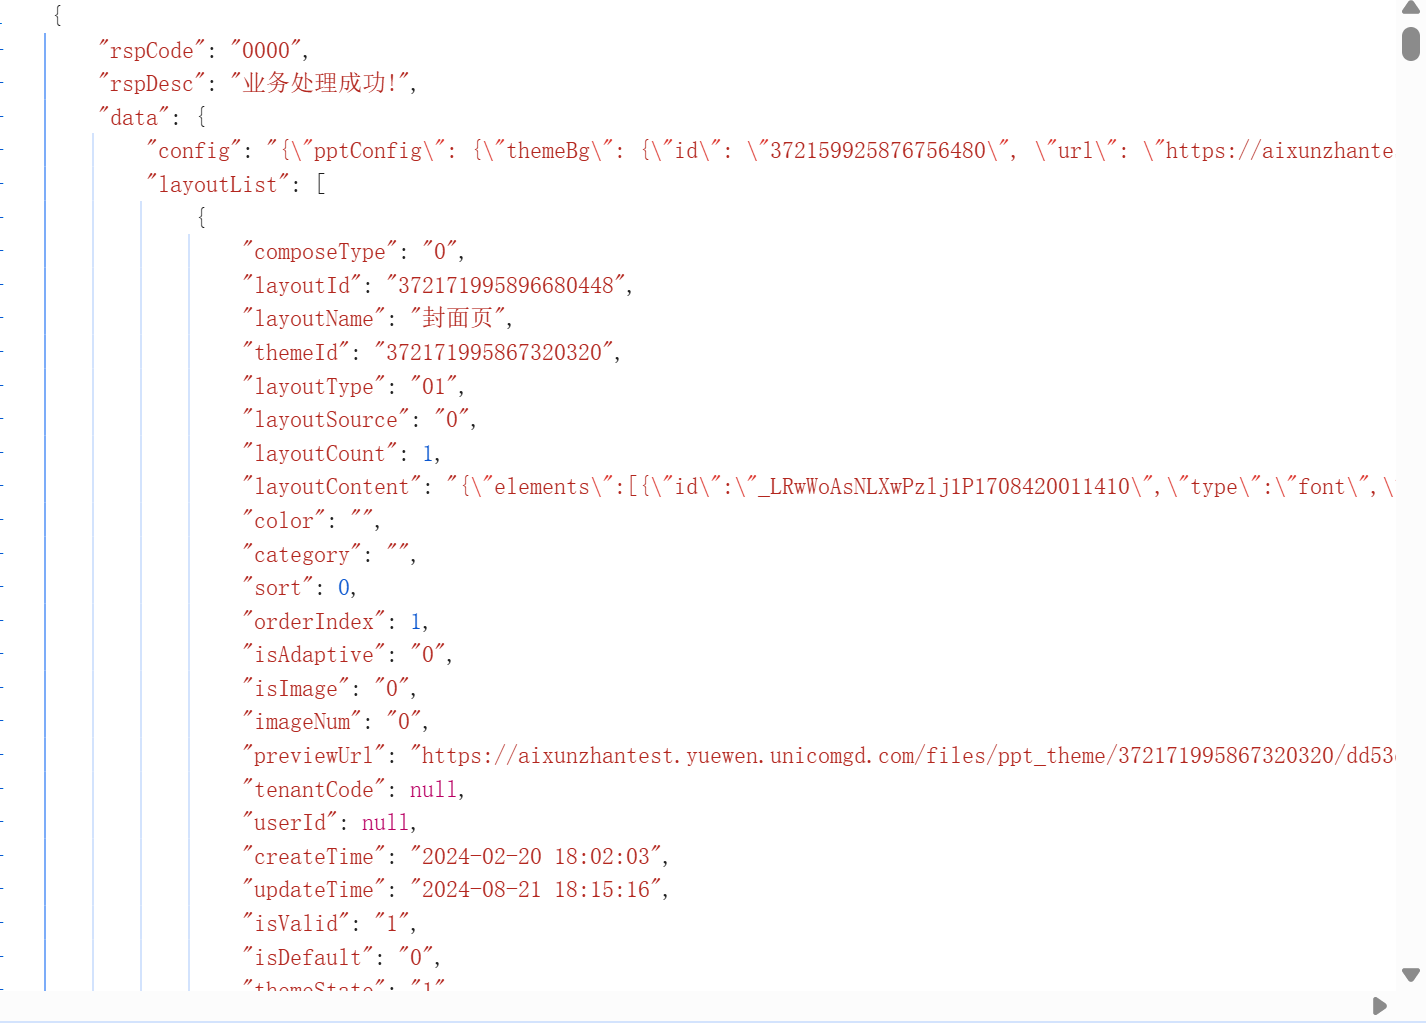 {
"rspCode": "0000",
"rspDesc": "业务处理成功!",
"data": {
"config": "{\"pptConfig\": {\"themeBg\": {\"id\": \"372159925876756480\", \"url\": \"https://aixunzhante
"layoutList": [
{
"composeType": "0",
"layoutId": "372171995896680448",
"layoutName": "封面页",
"themeId": "372171995867320320",
"layoutType": "01",
"layoutSource": "0",
"layoutCount": 1,
"layoutContent": "{\"elements\":[{\"id\":\"_LRwWoAsNLXwPzlj1P1708420011410\",\"type\":\"font\",\
"color": "",
"category": "",
"sort": 0,
"orderIndex": 1,
"isAdaptive": "0",
"isImage": "0",
"imageNum": "0",
"previewUrl": "https://aixunzhantest.yuewen.unicomgd.com/files/ppt_theme/372171995867320320/dd53
"tenantCode": null,
"userId": null,
"createTime": "2024-02-20 18:02:03",
"updateTime": "2024-08-21 18:15:16",
"isValid": "1",
"isDefault": "0",
"themeState": "1"